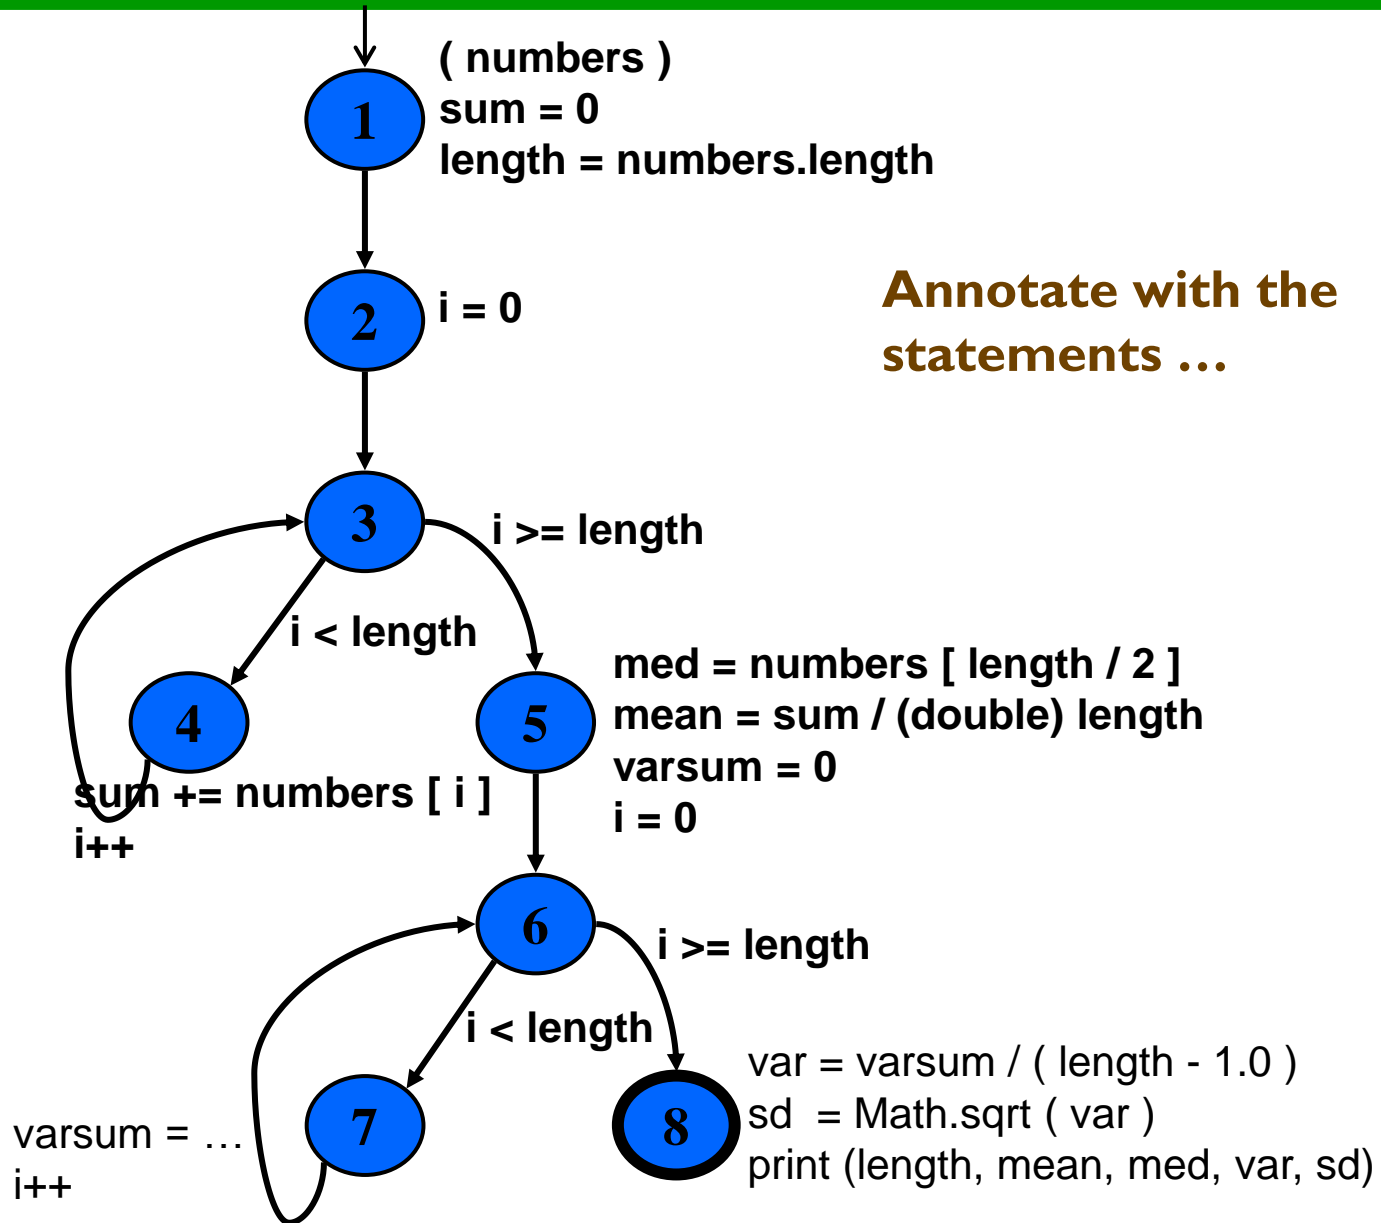 ( numbers )
1
sum = 0
length = numbers.length
2
i = 0
Annotate with the
statements …
3
i >= length
i < length
4
sum += numbers [ i ]
i++
5
med = numbers [ length / 2 ]
mean = sum / (double) length
varsum = 0
i = 0
6
i >= length
i < length
7
varsum = …
i++
8
var = varsum / ( length - 1.0 )
sd  = Math.sqrt ( var )
print (length, mean, med, var, sd)